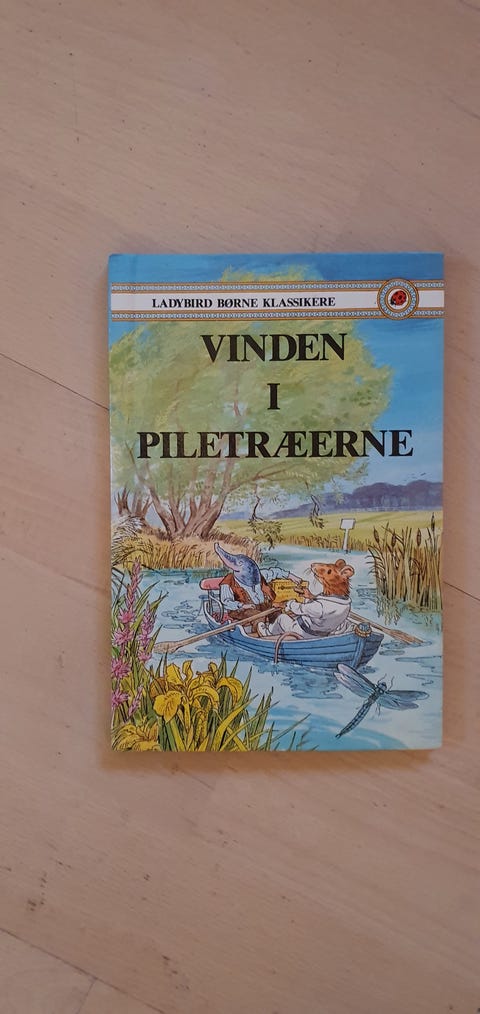 LADYBIRD BØRNE KLASSIKERE
VINDEN
I
PILETRÆERNE